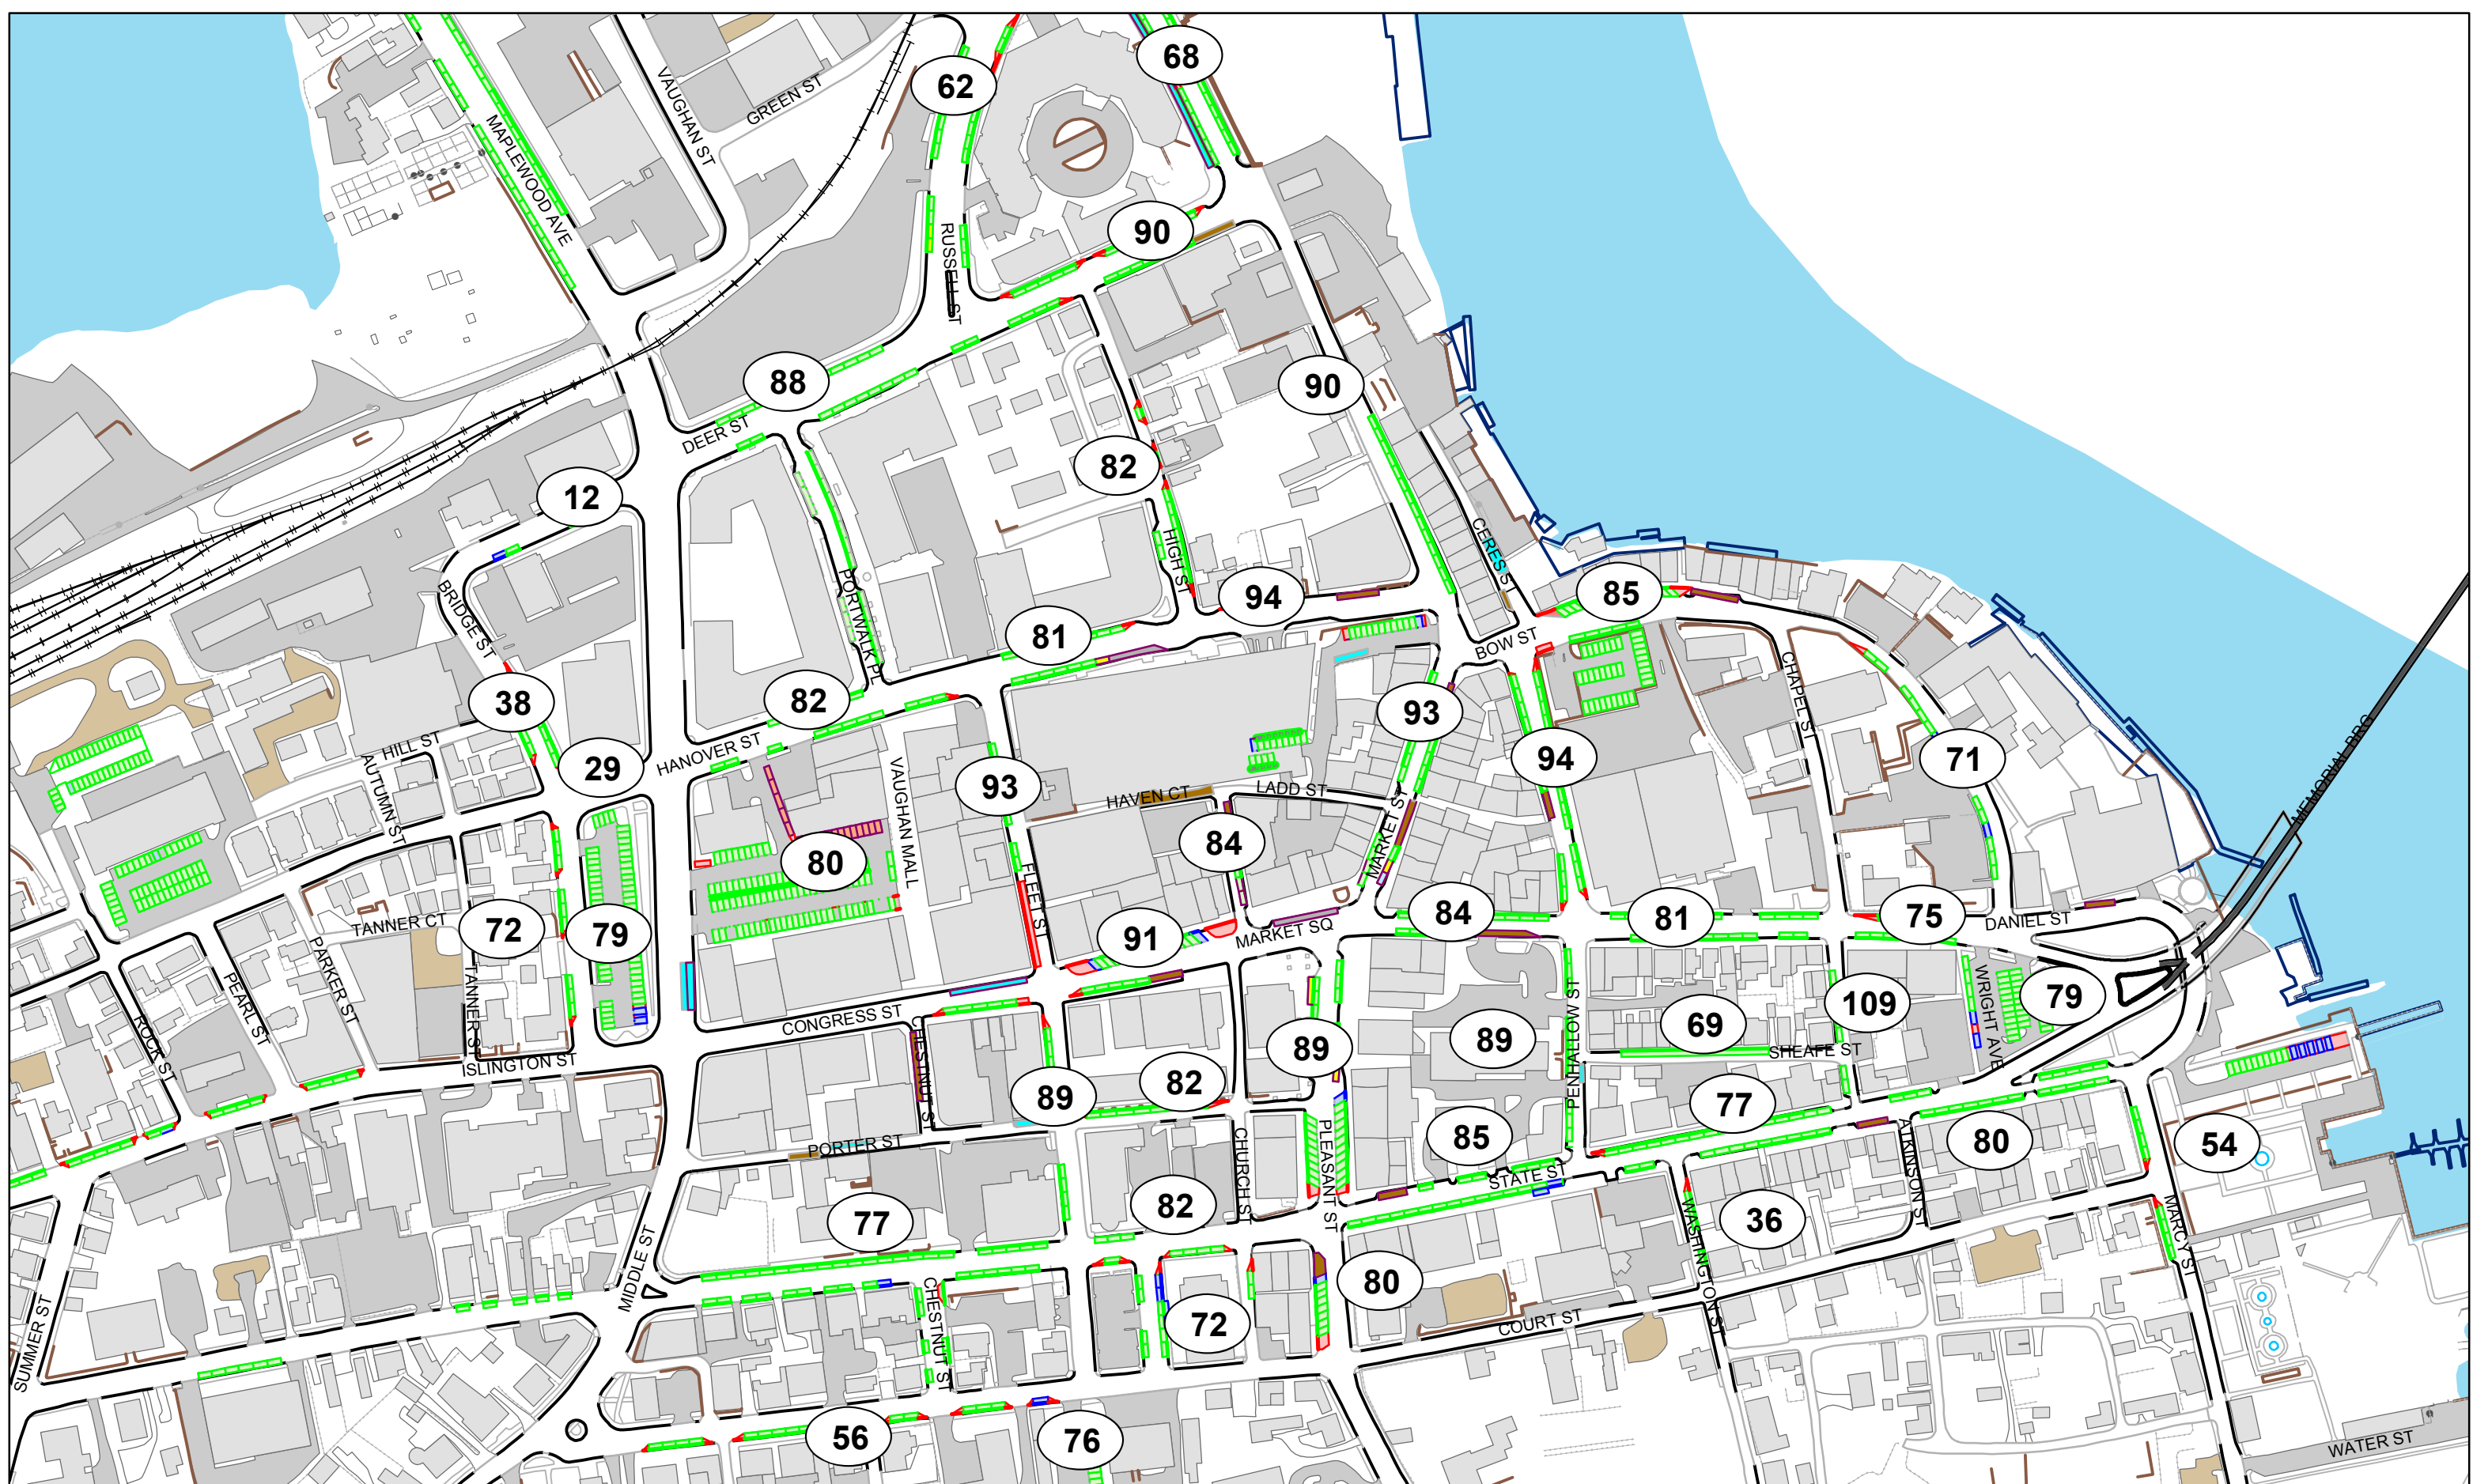 68
62
VAUGHAN ST
GREEN ST
MAPLEWOOD AVE
90
RUSSELL ST
88
90
DEER ST
82
12
CERES ST
HIGH ST
PORTWALK PL
94
85
BRIDGE ST
81
BOW ST
CHAPEL ST
38
82
93
HILL ST
HANOVER ST
29
94
71
MEMORIAL BRG
AUTUMN ST
VAUGHAN MALL
93
HAVEN CT
LADD ST
MARKET ST
84
80
FLEET ST
TANNER CT
72
79
91
MARKET SQ
84
81
75
DANIEL ST
PARKER ST
PEARL ST
TANNER ST
ROCK ST
CONGRESS ST
CHESTNUT ST
89
89
PENHALLOW ST
69
109
WRIGHT AVE
79
SHEAFE ST
ISLINGTON ST
89
82
77
PORTER ST
CHURCH ST
PLEASANT ST
85
STATE ST
ATKINSON ST
80
54
77
82
WASHINGTON ST
36
MARCY ST
MIDDLE ST
SUMMER ST
CHESTNUT ST
72
80
COURT ST
56
76
WATER ST